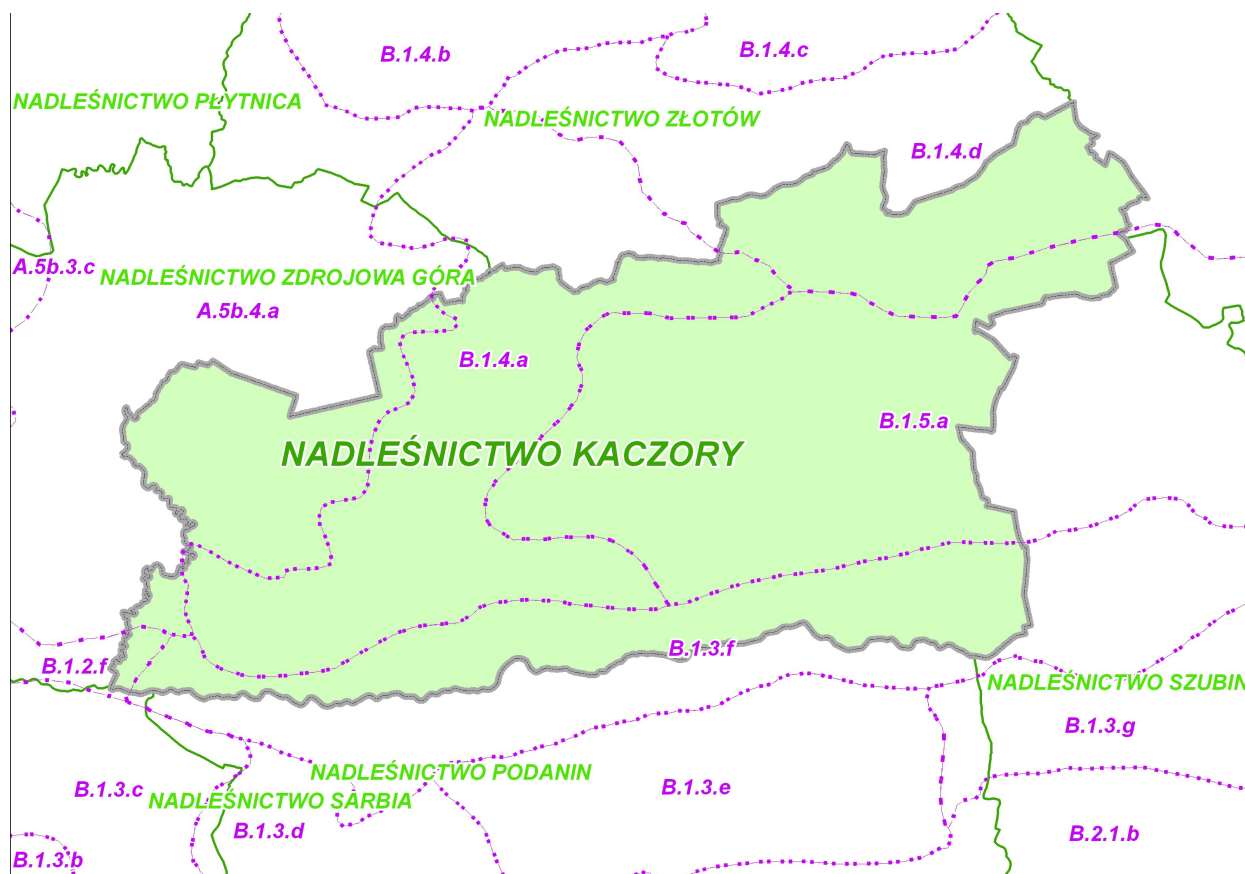 B.1.4.b
B.1.4.c
NADLEŚNICTWO PŁYTNICA
NADLEŚNICTWO ZŁOTÓW
B.1.4.d
A.5b.3.c
NADLEŚNICTWO ZDROJOWA GÓRA
A.5b.4.a
B.1.4.a
B.1.5.a
NADLEŚNICTWO KACZORY
B.1.3.f
B.1.2.f
NADLEŚNICTWO SZUBIN
B.1.3.g
NADLEŚNICTWO PODANIN
B.1.3.c
B.1.3.e
NADLEŚNICTWO SARBIA
B.1.3.d
B.2.1.b
B.1.3.b